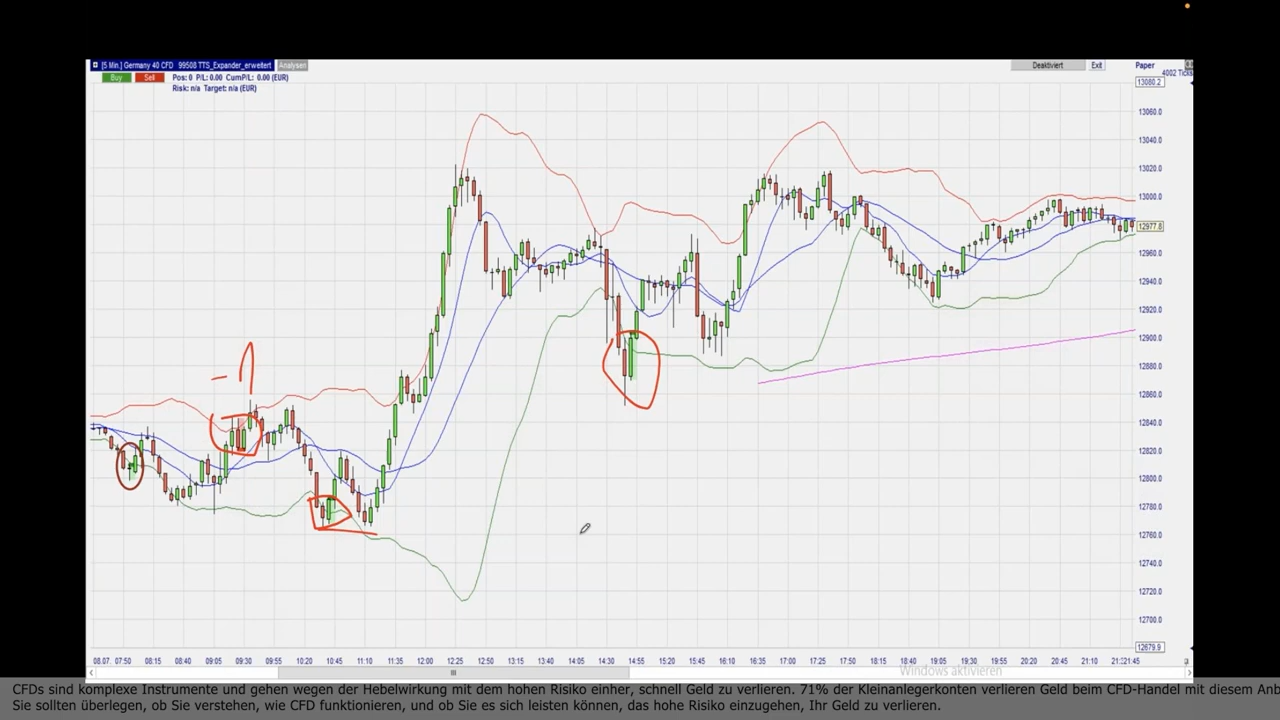 [5 Min.] Germany 40 CFD 99508 TTS_Expander_erweitert Analysen Deaktiviert Exit Paper
4002 Ticks
Buy Sell Pos: 0 P/L: 0.00 CumP/L: 0.00 (EUR)
Risk: n/a Target: n/a (EUR)
13080.2
13060.0
13040.0
13020.0
13000.0
12977.8
12960.0
12940.0
12920.0
12900.0
12880.0
12860.0
12840.0
12820.0
12800.0
12780.0
12760.0
12740.0
12720.0
12700.0
12679.9
08.07. 07:50 08:15 08:40 09:05 09:30 09:55 10:20 10:45 11:10 11:35 12:00 12:25 12:50 13:15 13:40 14:05 14:30 14:55 15:20 15:45 16:10 16:35 17:00 17:25 17:50 18:15 18:40 19:05 19:30 19:55 20:20 20:45 21:10 21:45
Windows aktivieren
CFDs sind komplexe Instrumente und gehen wegen der Hebelwirkung mit dem hohen Risiko einher, schnell Geld zu verlieren. 71% der Kleinanlegerkonten verlieren Geld beim CFD-Handel mit diesem Anb
Sie sollten überlegen, ob Sie verstehen, wie CFD funktionieren, und ob Sie es sich leisten können, das hohe Risiko einzugehen, Ihr Geld zu verlieren.